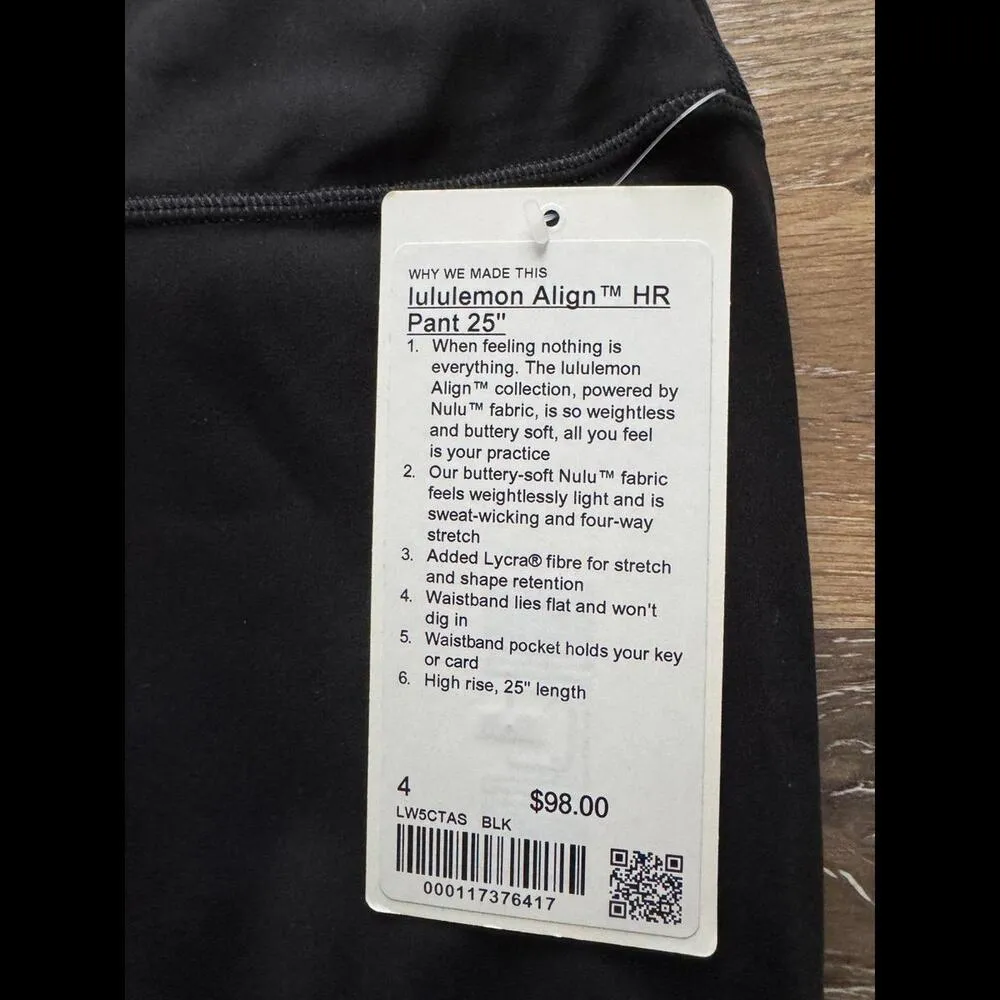 WHY WE MADE THIS
lululemon Align™ HR
Pant 25"
1. When feeling nothing is
everything. The lululemon
Align™ collection, powered by
Nulu™ fabric, is so weightless
and buttery soft, all you feel
is your practice
2. Our buttery-soft Nulu™ fabric
feels weightlessly light and is
sweat-wicking and four-way
stretch
3. Added Lycra® fibre for stretch
and shape retention
4. Waistband lies flat and won't
dig in
5. Waistband pocket holds your key
or card
6. High rise, 25" length
4
$98.00
LW5CTAS BLK
000117376417